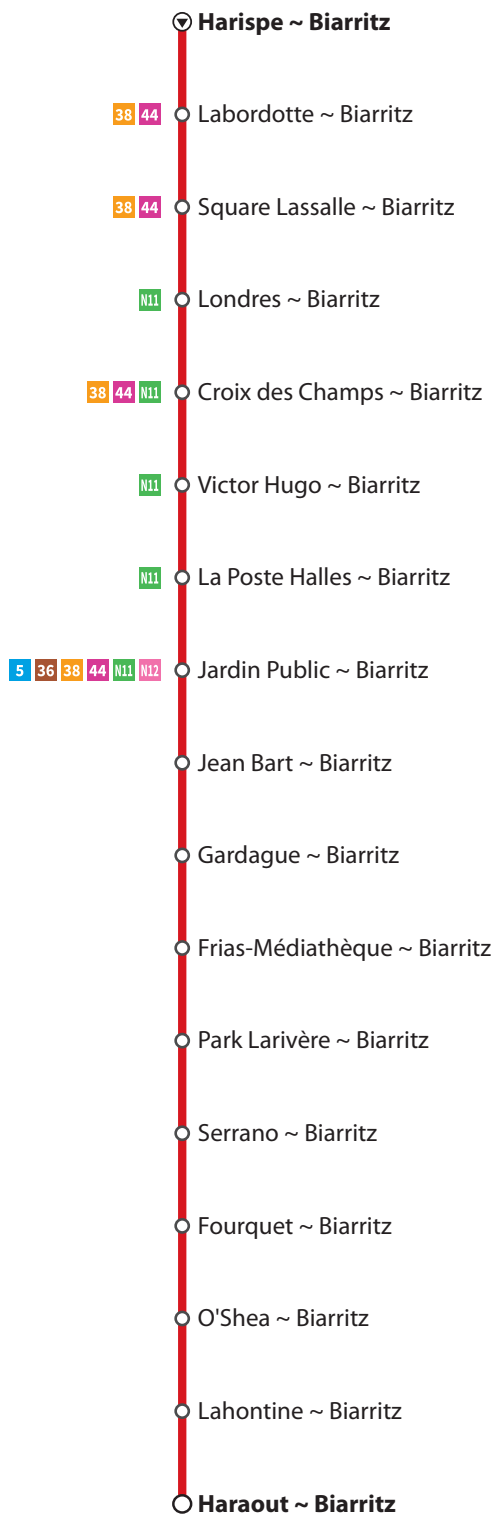 Harispe ~ Biarritz
38 44 Labordotte ~ Biarritz
38 44 Square Lassalle ~ Biarritz
N11 Londres ~ Biarritz
38 44 N11 Croix des Champs ~ Biarritz
N11 Victor Hugo ~ Biarritz
N11 La Poste Halles ~ Biarritz
5 36 38 44 N11 N12 Jardin Public ~ Biarritz
Jean Bart ~ Biarritz
Gardague ~ Biarritz
Frias-Médiathèque ~ Biarritz
Park Larivère ~ Biarritz
Serrano ~ Biarritz
Fourquet ~ Biarritz
O'Shea ~ Biarritz
Lahontine ~ Biarritz
Haraout ~ Biarritz